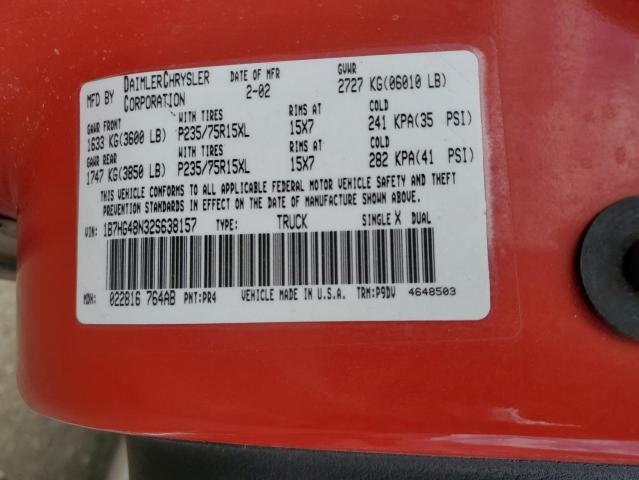 MFD BY DAIMLERCHRYSLER CORPORATION DATE OF MFR 2-02 GVWR 2727 KG(06010 LB)
GAWR FRONT WITH TIRES RIMS AT COLD
1633 KG(3600 LB) P235/75R15XL 15X7 241 KPA(35 PSI)
GAWR REAR WITH TIRES RIMS AT COLD
1747 KG(3850 LB) P235/75R15XL 15X7 282 KPA(41 PSI)
THIS VEHICLE CONFORMS TO ALL APPLICABLE FEDERAL MOTOR VEHICLE SAFETY AND THEFT
PREVENTION STANDARDS IN EFFECT ON THE DATE OF MANUFACTURE SHOWN ABOVE.
VIN: 1B7HG48N32S638157 TYPE: TRUCK SINGLE X DUAL
MDH: 022816 764AB PNT:PR4 VEHICLE MADE IN U.S.A. TRM:P9DV 4648503